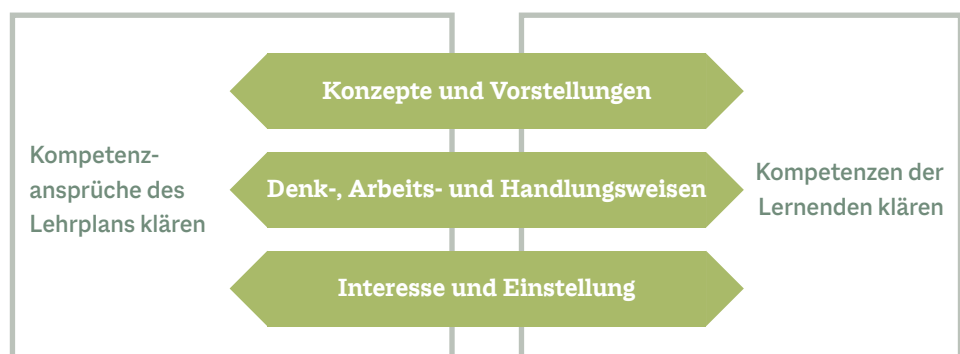 Konzepte und Vorstellungen
Kompetenz-
ansprüche des
Lehrplans klären
Denk-, Arbeits- und Handlungsweisen
Kompetenzen der
Lernenden klären
Interesse und Einstellung